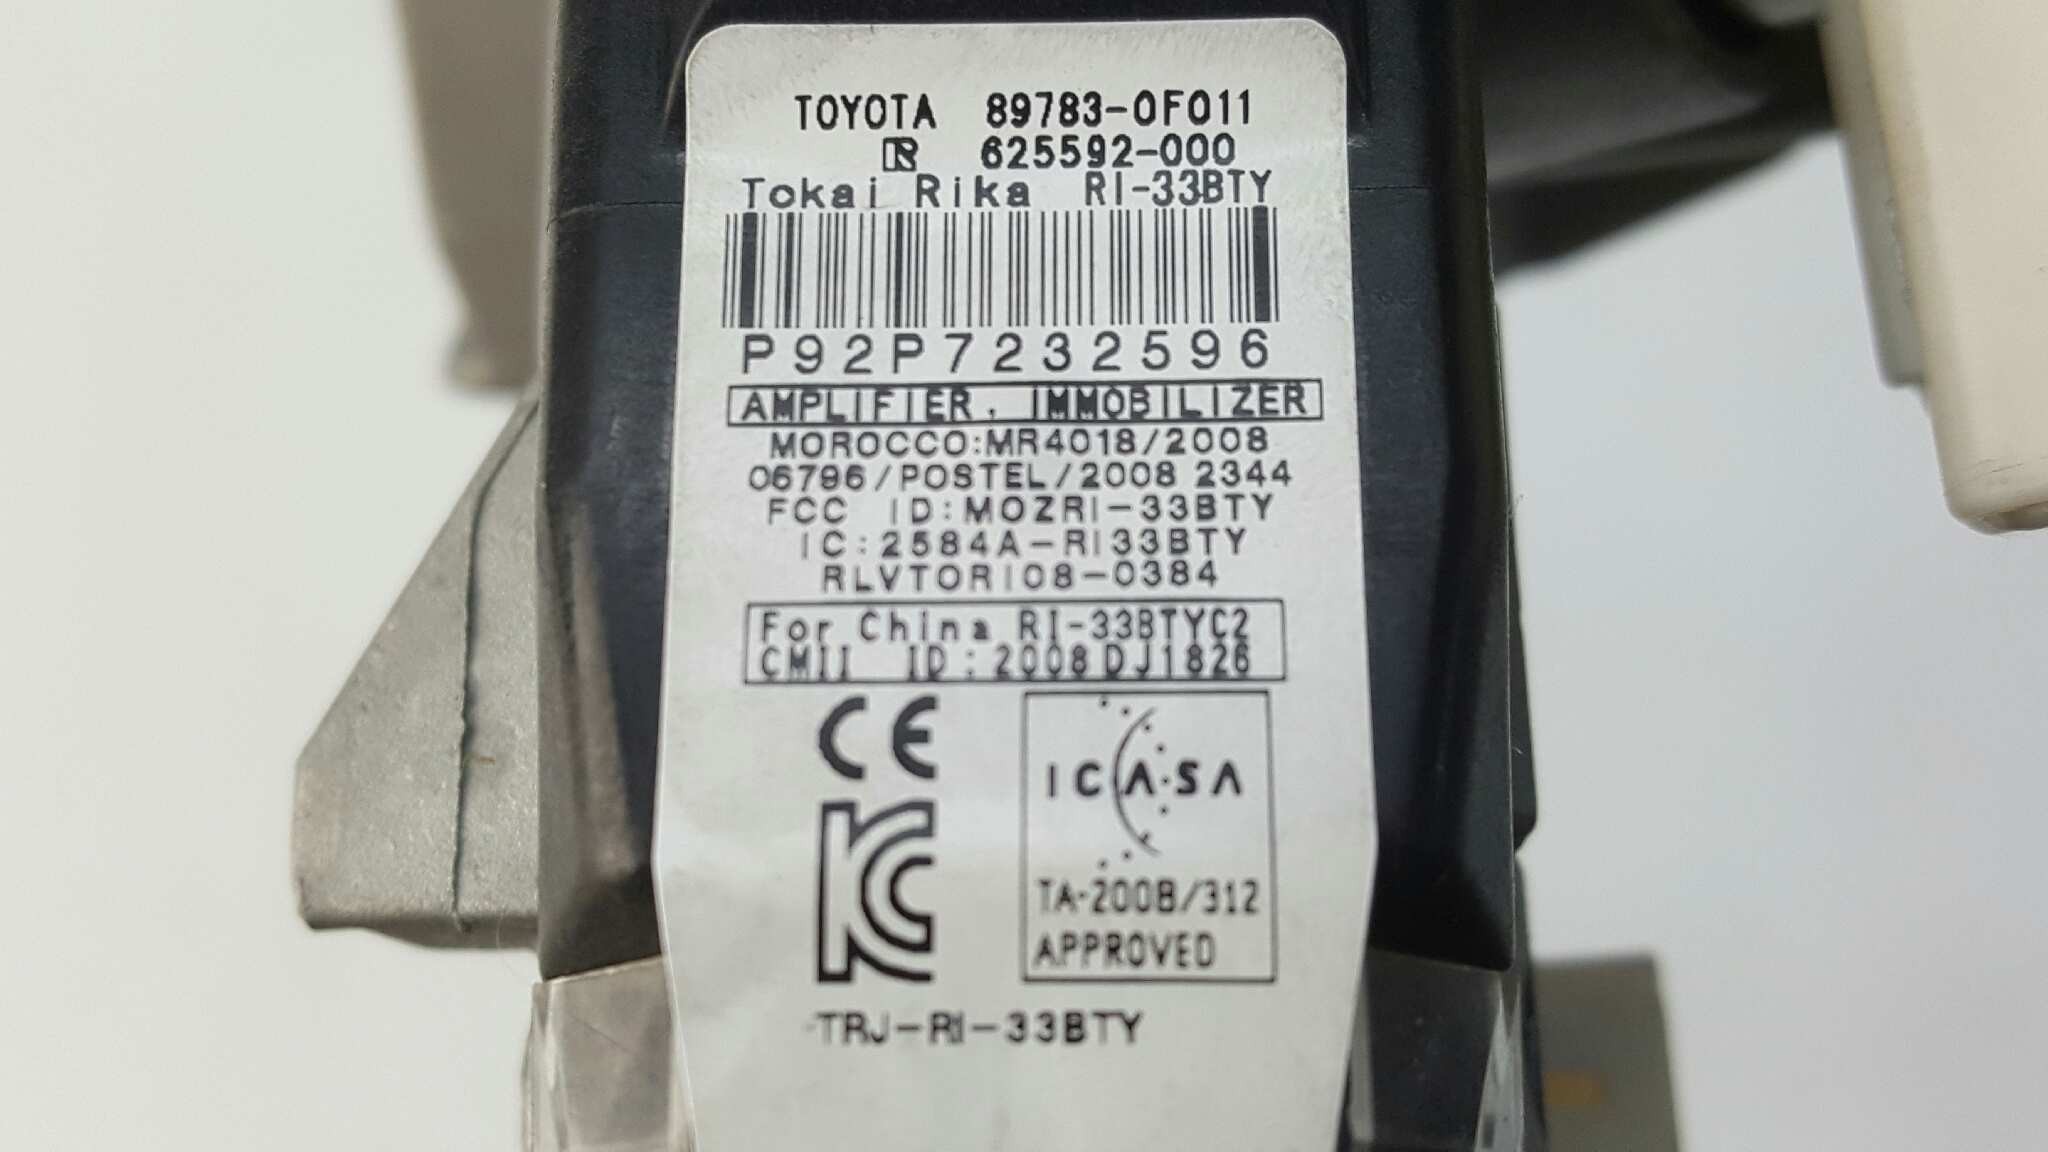 TOYOTA 89783-0F011
R 625592-000
Tokai Rika RI-33BTY
P92P7232596
AMPLIFIER, IMMOBILIZER
MOROCCO:MR4018/2008
06796/POSTEL/2008 2344
FCC ID:MOZRI-33BTY
IC:2584A-RI33BTY
RLVTORI08-0384
For China RI-33BTYC2
CMII ID:2008DJ1826
CE
ICASA
TA-2008/312
APPROVED
KC
TRJ-RI-33BTY